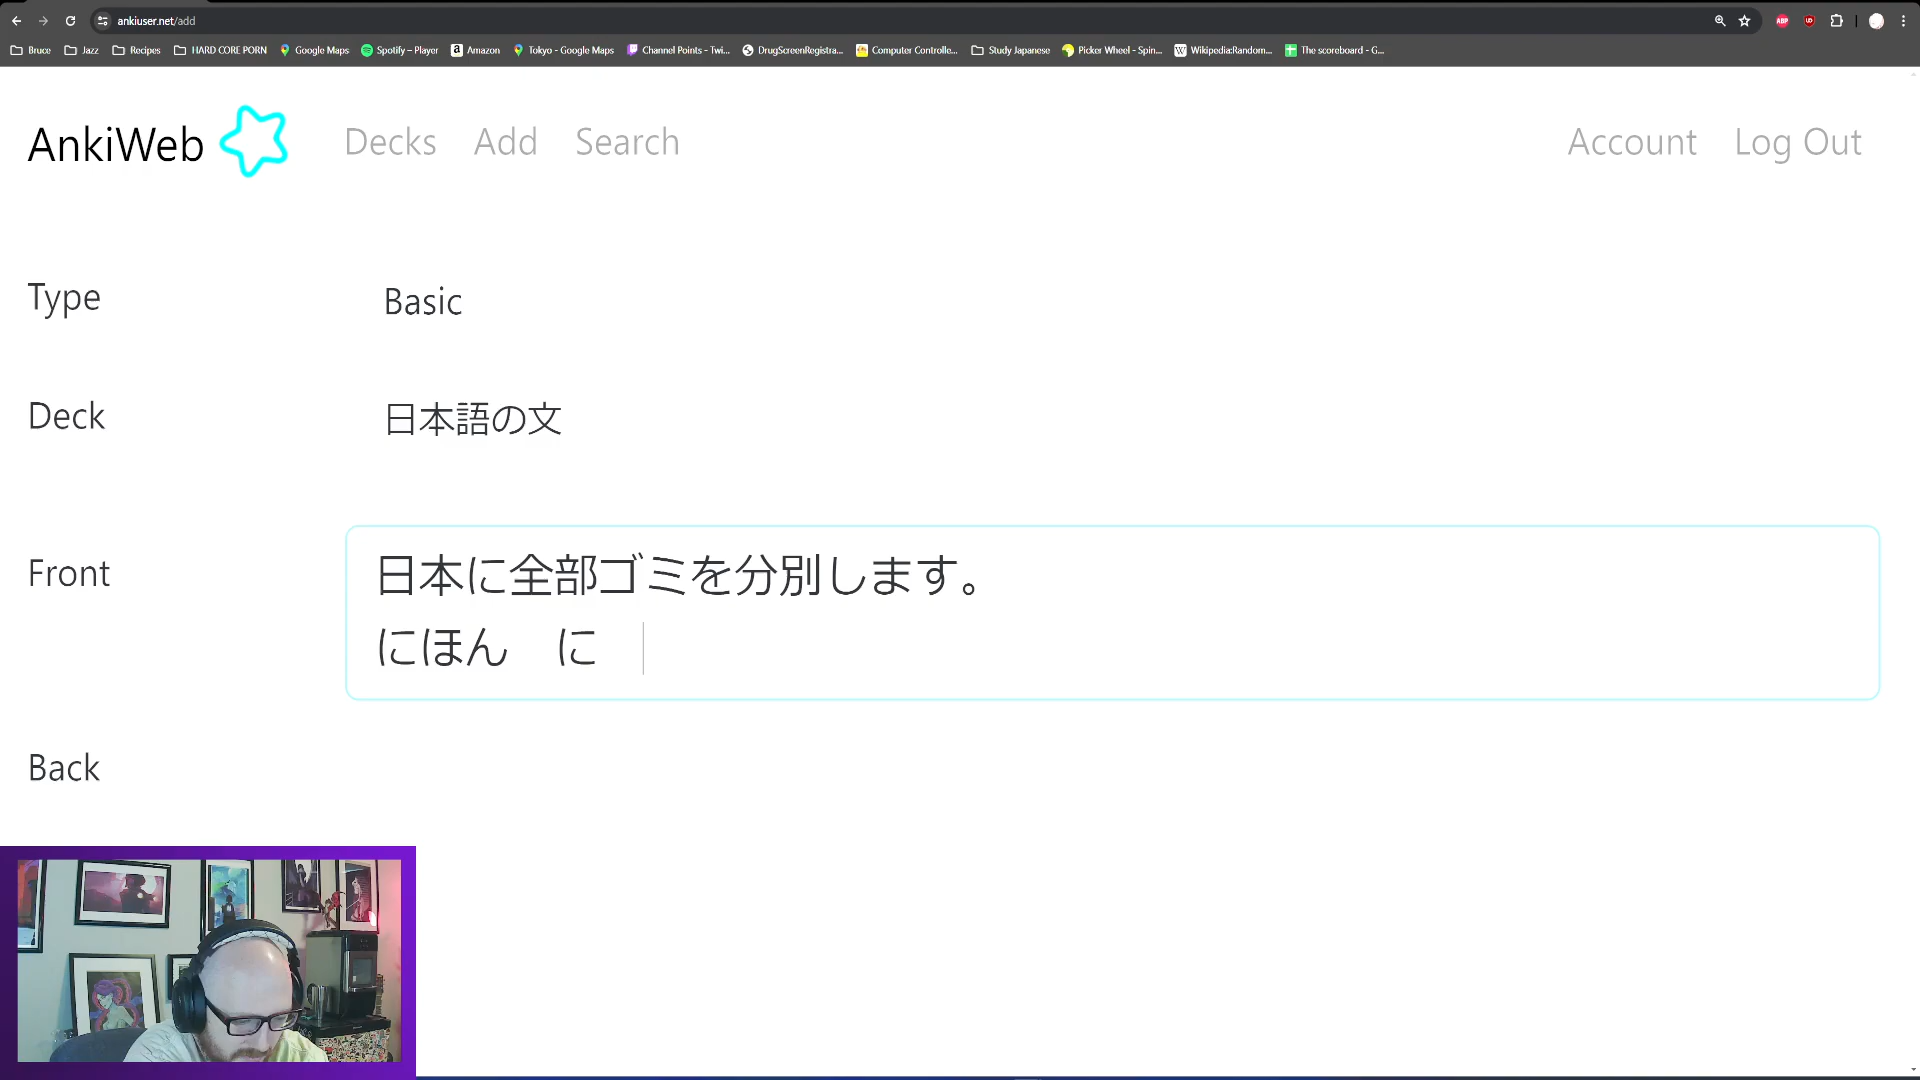 ankiuser.net/add
Bruce Jazz Recipes HARD CORE PORN Google Maps Spotify – Player Amazon Tokyo - Google Maps Channel Points - Twi... DrugScreenRegistra... Computer Controlle... Study Japanese Picker Wheel - Spin... Wikipedia:Random... The scoreboard - G...
AnkiWeb Decks Add Search Account Log Out
Type Basic
Deck 日本語の文
Front 日本に全部ゴミを分別します。
にほん　に
Back